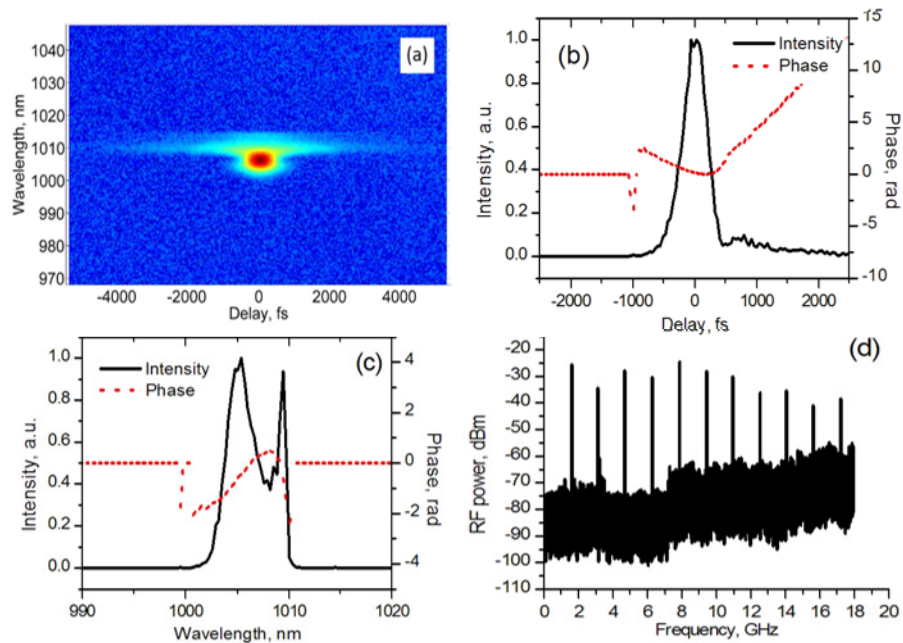 (a)
Wavelength, nm
1040
1030
1020
1010
1000
990
980
970
-4000 -2000 0 2000 4000
Delay, fs
(b)
Intensity
Phase
Intensity, a.u.
1.0
0.8
0.6
0.4
0.2
0.0
15
10
5
0
-5
-10
Phase, rad
-2000 -1000 0 1000 2000
Delay, fs
(c)
Intensity
Phase
Intensity, a.u.
1.0
0.8
0.6
0.4
0.2
0.0
4
2
0
-2
-4
Phase, rad
990 1000 1010 1020
Wavelength, nm
(d)
RF power, dBm
-20
-30
-40
-50
-60
-70
-80
-90
-100
-110
0 2 4 6 8 10 12 14 16 18 20
Frequency, GHz